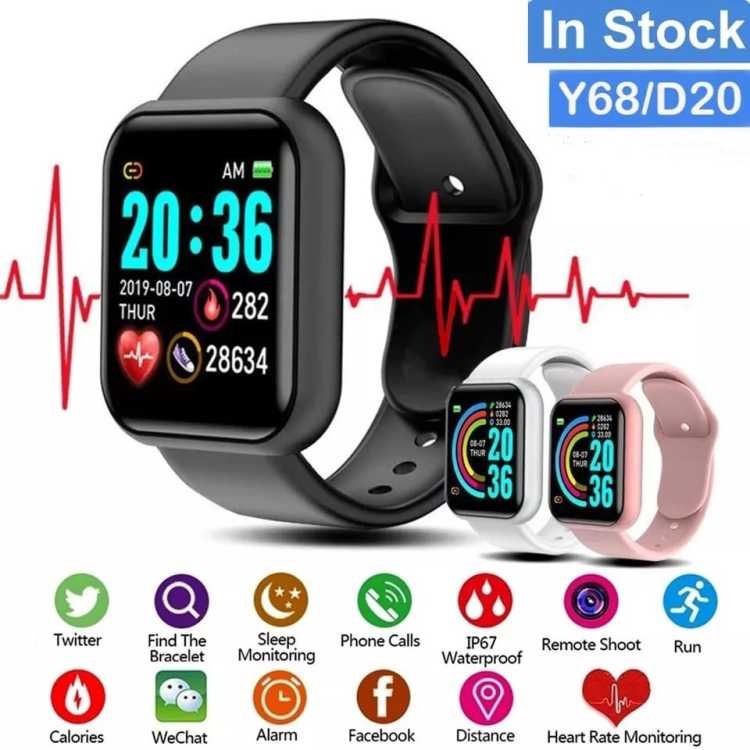 In Stock
Y68/D20
AM
20:36
2019-08-07
THUR
282
28634
28634
0282
33.00
08-07
THUR
20
36
28634
0282
33.00
08-07
THUR
20
36
Twitter
Find The
Bracelet
Sleep
Monitoring
Phone Calls
IP67
Waterproof
Remote Shoot
Run
Calories
WeChat
Alarm
f
Facebook
Distance
Heart Rate Monitoring